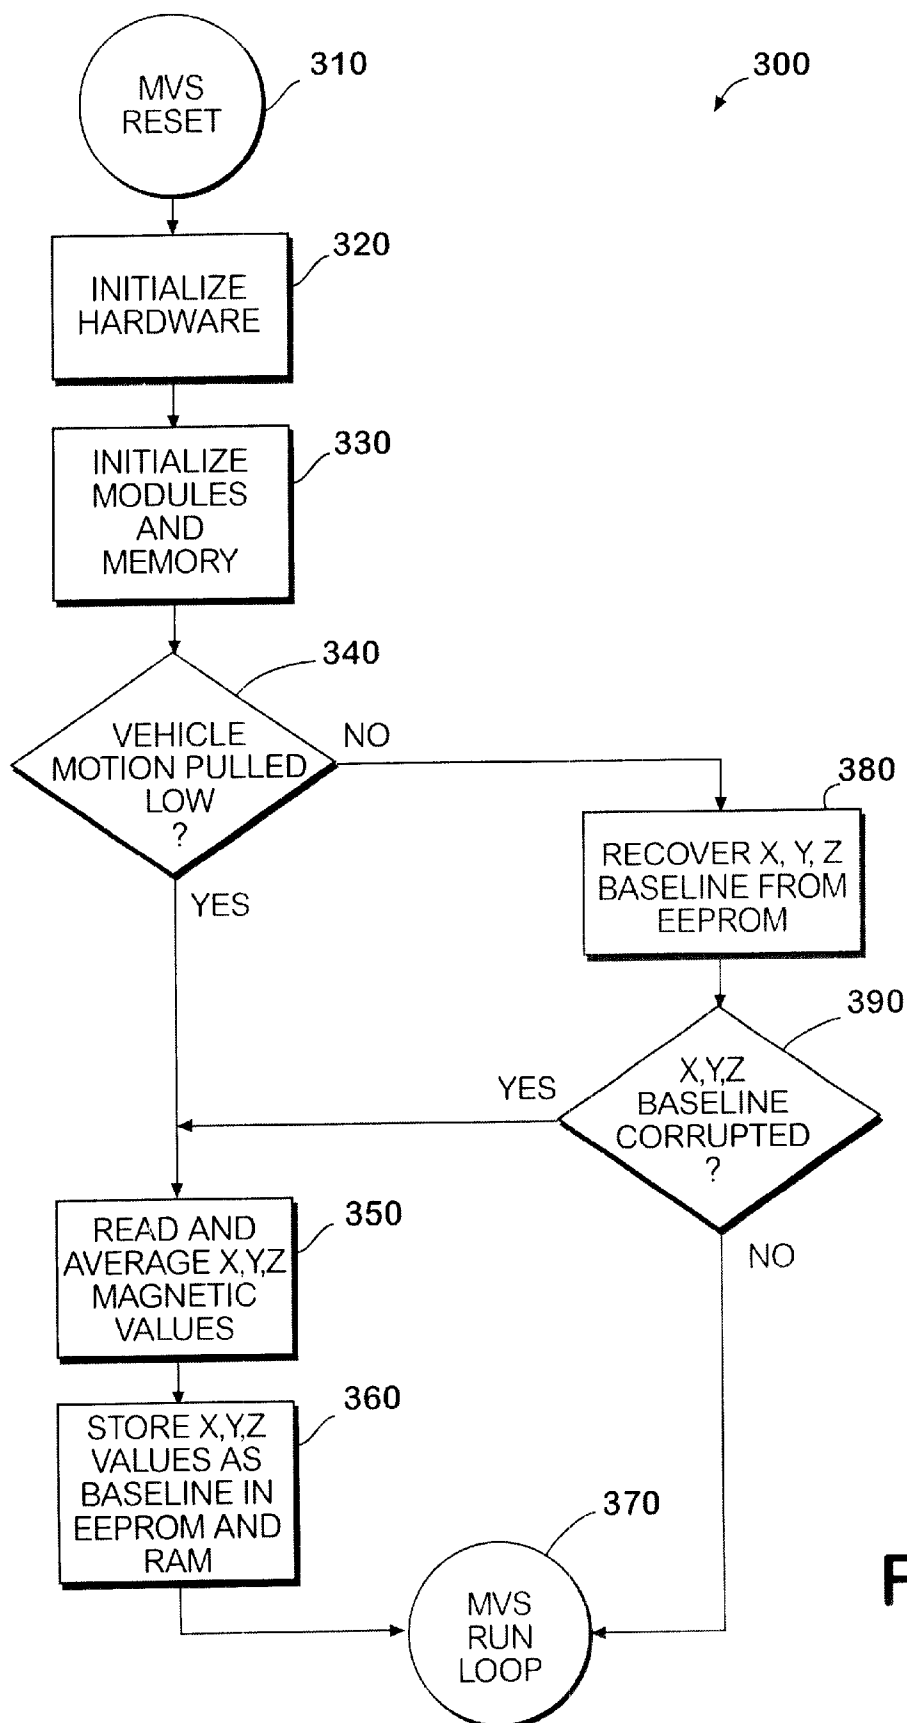 310
300
MVS
RESET
320
INITIALIZE
HARDWARE
330
INITIALIZE
MODULES
AND
MEMORY
340
VEHICLE
MOTION PULLED
LOW
?
NO
YES
380
RECOVER X, Y, Z
BASELINE FROM
EEPROM
390
X,Y,Z
BASELINE
CORRUPTED
?
YES
NO
350
READ AND
AVERAGE X,Y,Z
MAGNETIC
VALUES
360
STORE X,Y,Z
VALUES AS
BASELINE IN
EEPROM AND
RAM
370
MVS
RUN
LOOP
F